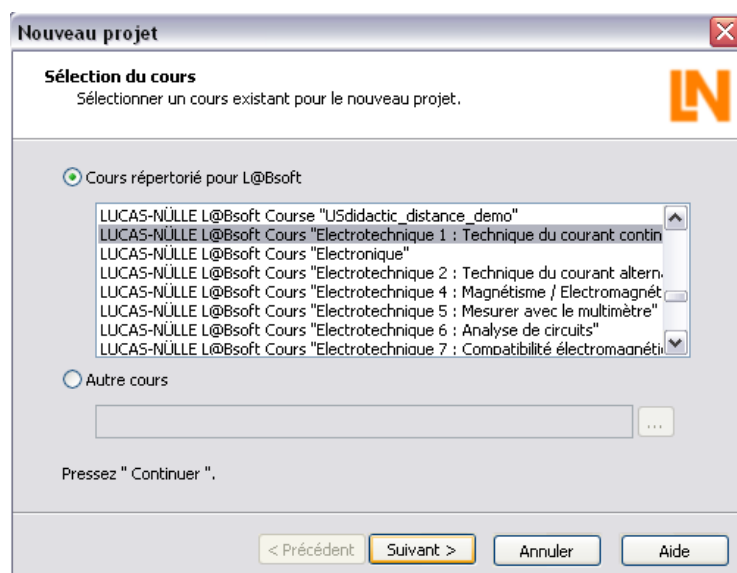 Nouveau projet
Sélection du cours
Sélectionner un cours existant pour le nouveau projet.
LN
Cours répertorié pour L@Bsoft
LUCAS-NÜLLE L@Bsoft Course "USdidactic_distance_demo"
LUCAS-NÜLLE L@Bsoft Cours "Electrotechnique 1 : Technique du courant contin
LUCAS-NÜLLE L@Bsoft Cours "Electronique"
LUCAS-NÜLLE L@Bsoft Cours "Electrotechnique 2 : Technique du courant altern
LUCAS-NÜLLE L@Bsoft Cours "Electrotechnique 4 : Magnétisme / Electromagnét
LUCAS-NÜLLE L@Bsoft Cours "Electrotechnique 5 : Mesurer avec le multimètre"
LUCAS-NÜLLE L@Bsoft Cours "Electrotechnique 6 : Analyse de circuits"
LUCAS-NÜLLE L@Bsoft Cours "Electrotechnique 7 : Compatibilité électromagnéti
Autre cours
...
Pressez " Continuer ".
< Précédent Suivant > Annuler Aide